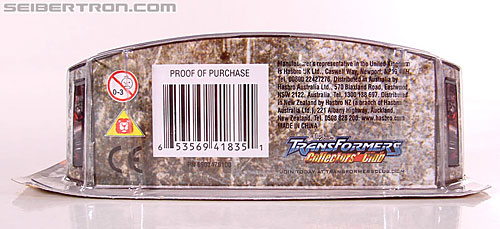 SEIBERTRON.COM
0-3
PROOF OF PURCHASE
6 53569 41835 1
CE
Manufacturer's representative in the United Kingdom
is Hasbro UK Ltd., Caswell Way, Newport, NP19 4YH.
Tel. 00800 22427276. Distributed in
Australia by
Hasbro Australia Ltd., 570 Blaxland Road, Eastwood
NSW 2122, Australia. Tel. 1300 138 697. Distributed
in New Zealand by Hasbro NZ (a branch of Hasbro
Australia Ltd.), 221 Albany Highway,
Auckland,
New Zealand. Tel. 0508 828 200. www.hasbro.com
MADE IN CHINA
TRANSFORMERS
Collectors' Club
JOIN TODAY AT TRANSFORMERSCLUB.COM